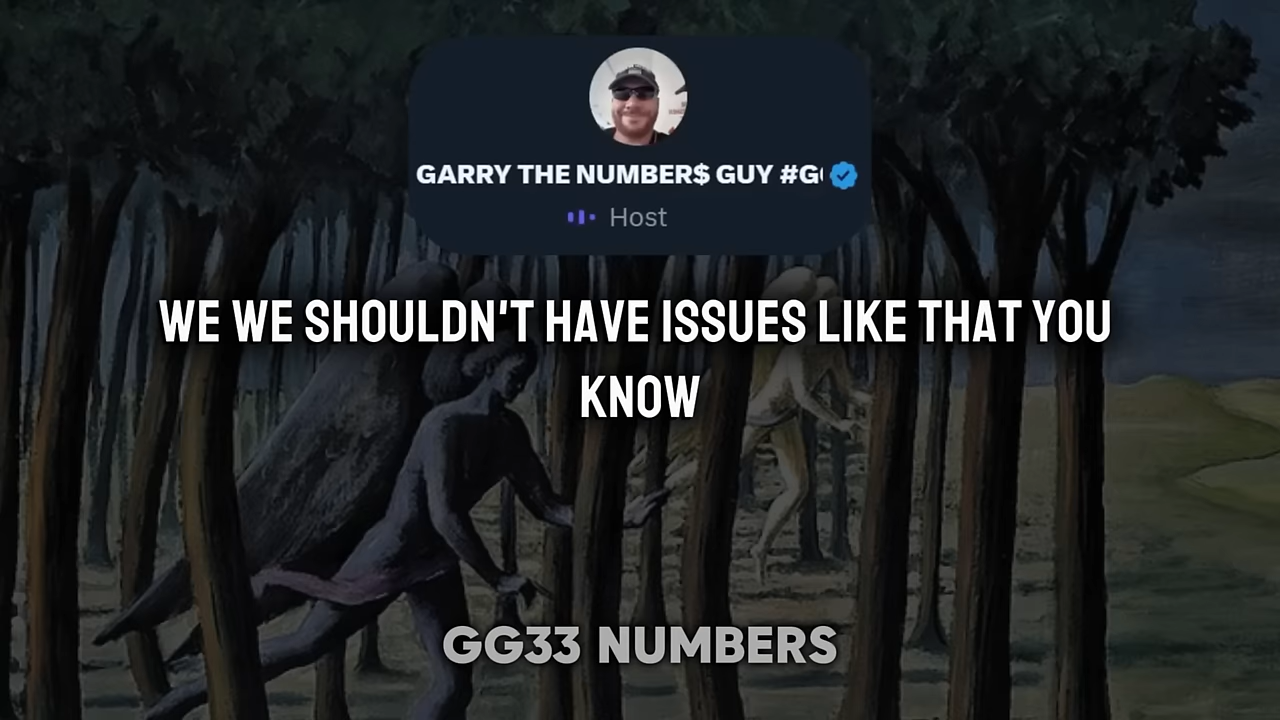 GARRY THE NUMBER$ GUY #G
Host
WE WE SHOULDN'T HAVE ISSUES LIKE THAT YOU
KNOW
GG33 NUMBERS